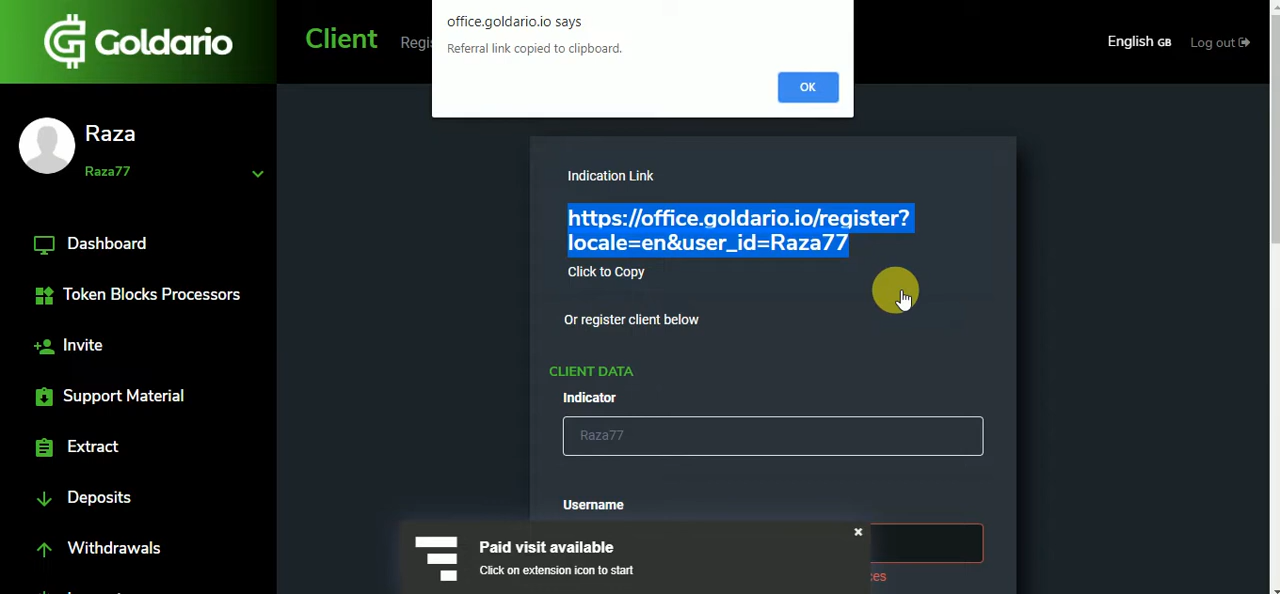 Goldario
Client
office.goldario.io says
Referral link copied to clipboard.
OK
English GB
Log out
Raza
Raza77
Dashboard
Token Blocks Processors
Invite
Support Material
Extract
Deposits
Withdrawals
Indication Link
https://office.goldario.io/register?
locale=en&user_id=Raza77
Click to Copy
Or register client below
CLIENT DATA
Indicator
Raza77
Username
Paid visit available
Click on extension icon to start